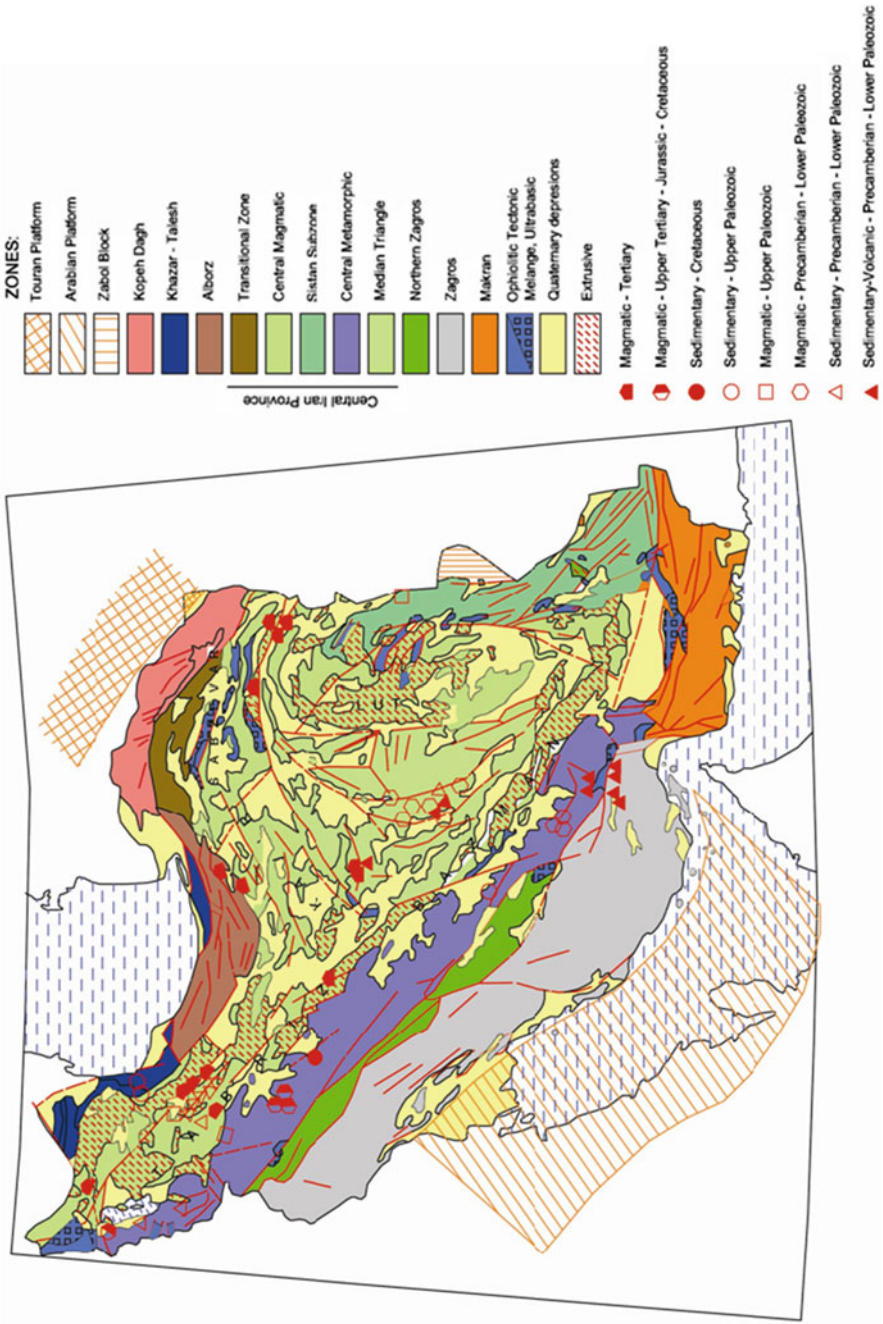 ZONES:
Touran Platform
Arabian Platform
Zabol Block
Kopeh Dagh
Khazar - Talesh
Alborz
Transitional Zone
Central Magmatic
Sistan Subzone
Central Metamorphic
Median Triangle
Northern Zagros
Zagros
Makran
Ophiolitic Tectonic
Melange, Ultrabasic
Quaternary depresions
Extrusive
Central Iran Province
Magmatic - Tertiary
Magmatic - Upper Tertiary - Jurassic - Cretaceous
Sedimentary - Cretaceous
Sedimentary - Upper Paleozoic
Magmatic - Upper Paleozoic
Magmatic - Precamberian - Lower Paleozoic
Sedimentary - Precamberian - Lower Paleozoic
Sedimentary-Volcanic - Precamberian - Lower Paleozoic
SABZEVAR
LUT